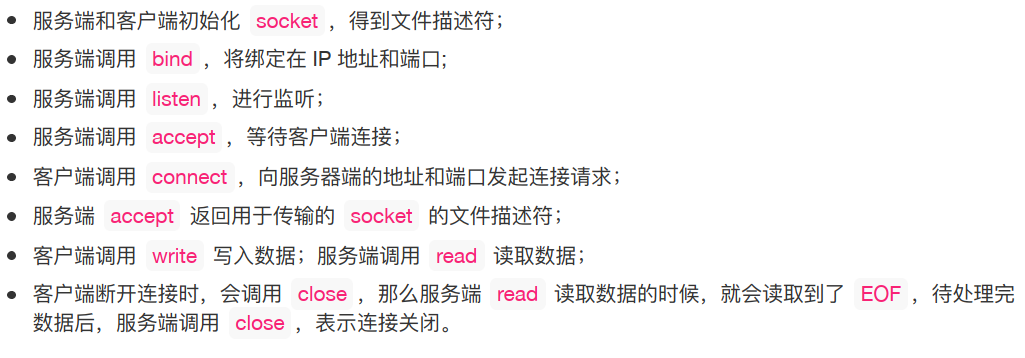 服务端和客户端初始化 socket ，得到文件描述符；
服务端调用 bind ，将绑定在 IP 地址和端口;
服务端调用 listen ，进行监听；
服务端调用 accept ，等待客户端连接；
客户端调用 connect ，向服务器端的地址和端口发起连接请求；
服务端 accept 返回用于传输的 socket 的文件描述符；
客户端调用 write 写入数据；服务端调用 read 读取数据；
客户端断开连接时，会调用 close ，那么服务端 read 读取数据的时候，就会读取到了 EOF ，待处理完
数据后，服务端调用 close ，表示连接关闭。